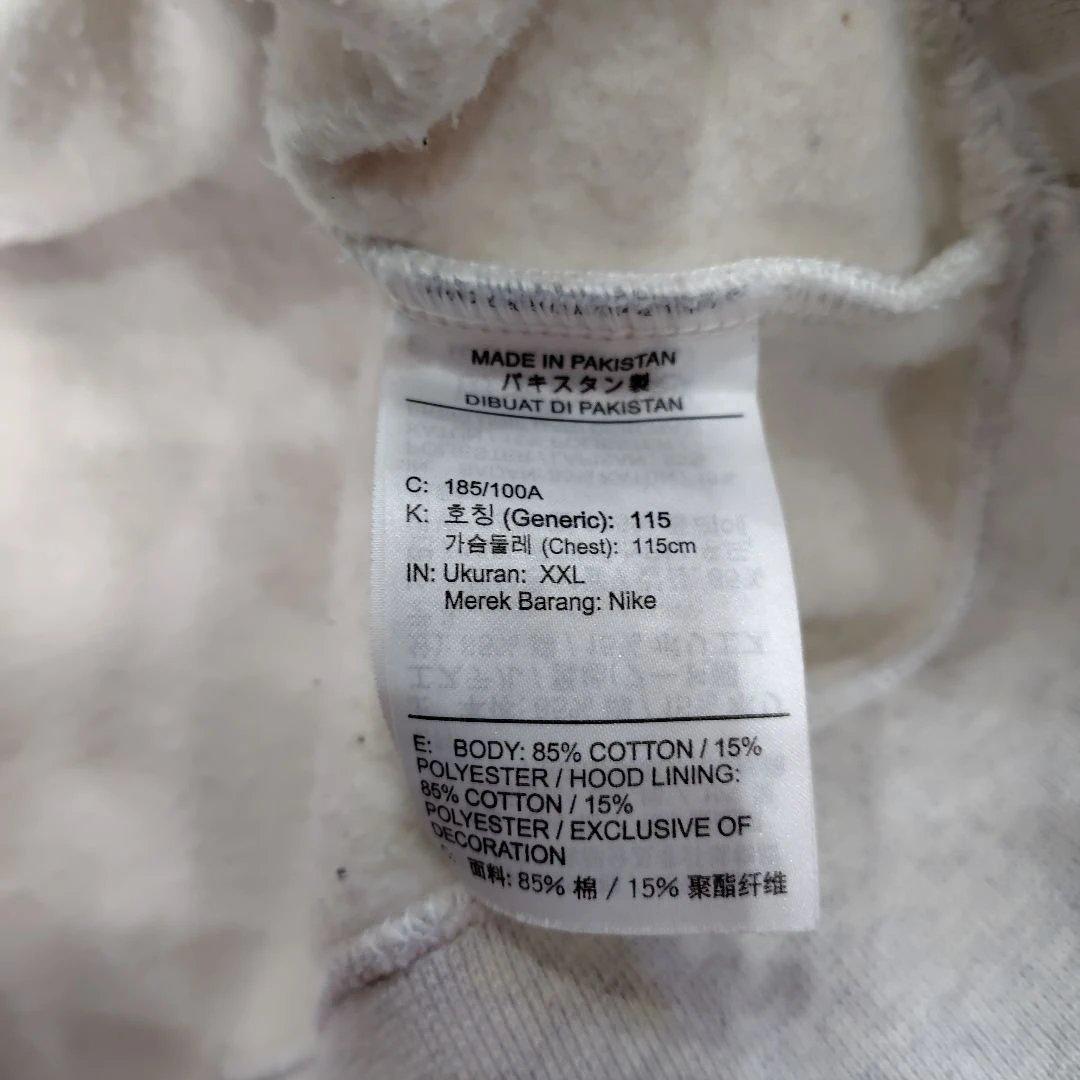 MADE IN PAKISTAN
パキスタン製
DIBUAT DI PAKISTAN
C: 185/100A
K: 호칭 (Generic): 115
가슴둘레 (Chest): 115cm
IN: Ukuran: XXL
Merek Barang: Nike
E: BODY: 85% COTTON / 15%
POLYESTER / HOOD LINING:
85% COTTON / 15%
POLYESTER / EXCLUSIVE OF
DECORATION
面料: 85% 棉 / 15% 聚酯纤维